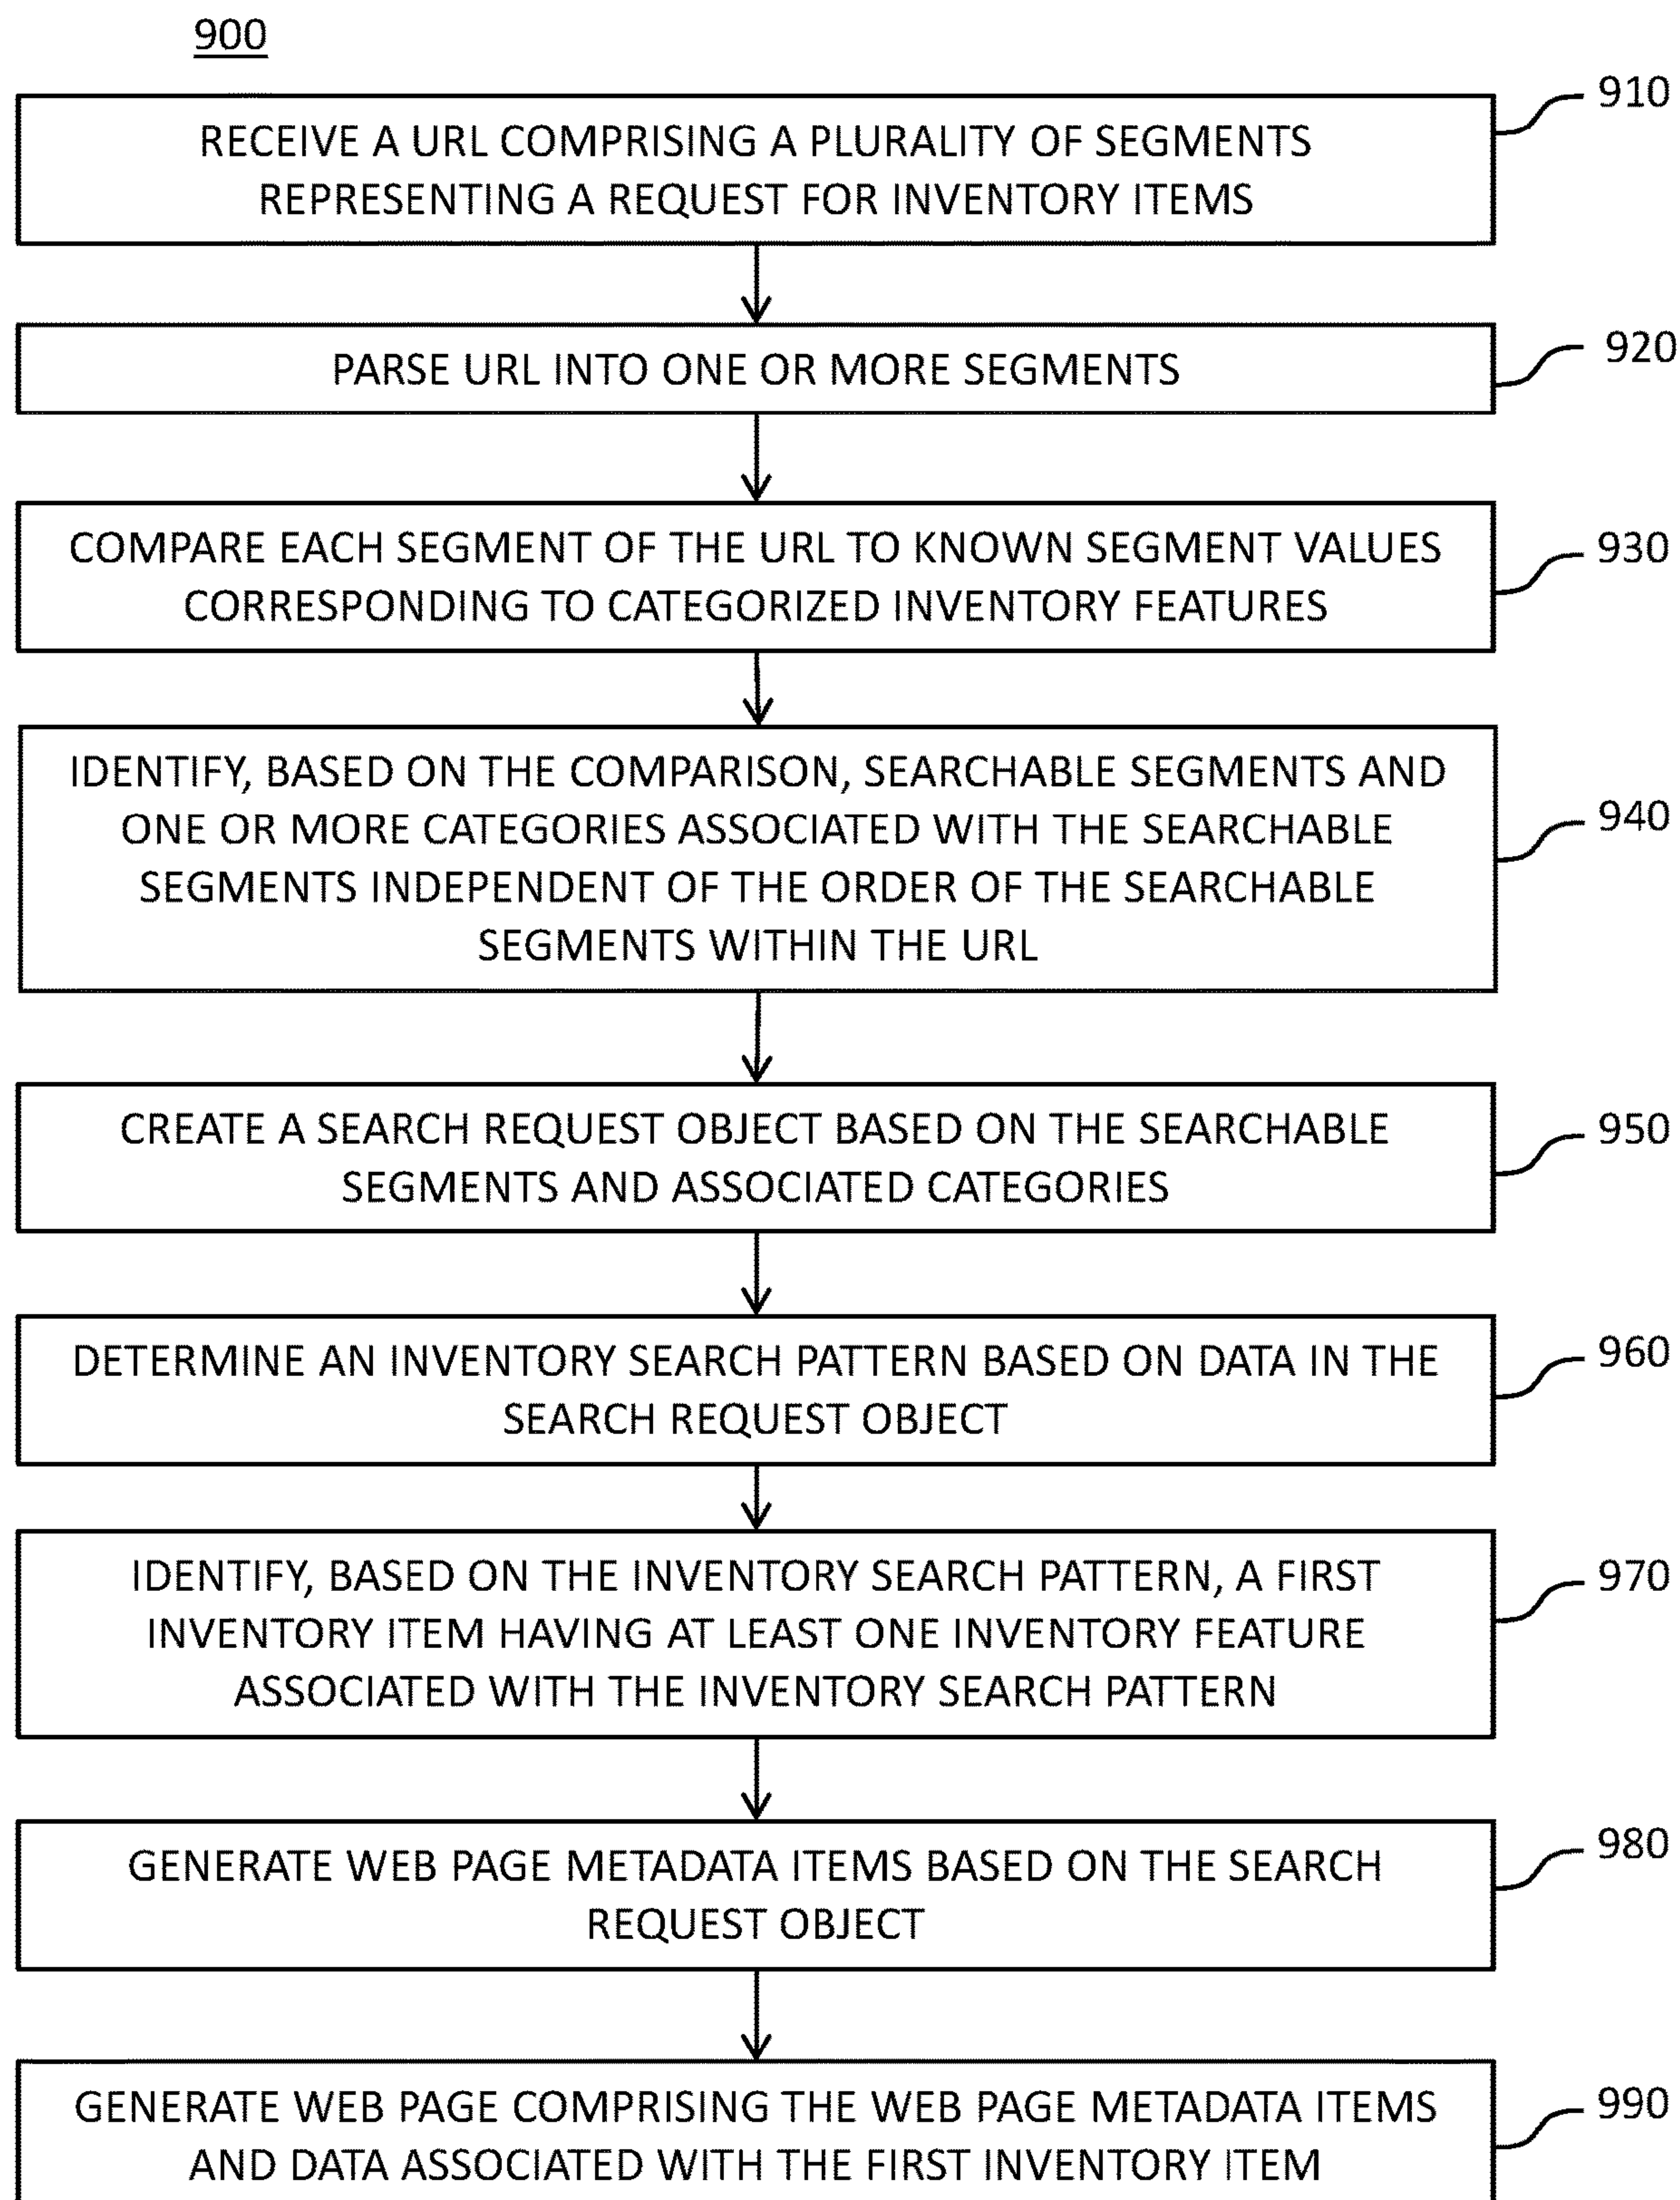 900
910
RECEIVE A URL COMPRISING A PLURALITY OF SEGMENTS
REPRESENTING A REQUEST FOR INVENTORY ITEMS
920
PARSE URL INTO ONE OR MORE SEGMENTS
930
COMPARE EACH SEGMENT OF THE URL TO KNOWN SEGMENT VALUES
CORRESPONDING TO CATEGORIZED INVENTORY FEATURES
940
IDENTIFY, BASED ON THE COMPARISON, SEARCHABLE SEGMENTS AND
ONE OR MORE CATEGORIES ASSOCIATED WITH THE SEARCHABLE
SEGMENTS INDEPENDENT OF THE ORDER OF THE SEARCHABLE
SEGMENTS WITHIN THE URL
950
CREATE A SEARCH REQUEST OBJECT BASED ON THE SEARCHABLE
SEGMENTS AND ASSOCIATED CATEGORIES
960
DETERMINE AN INVENTORY SEARCH PATTERN BASED ON DATA IN THE
SEARCH REQUEST OBJECT
970
IDENTIFY, BASED ON THE INVENTORY SEARCH PATTERN, A FIRST
INVENTORY ITEM HAVING AT LEAST ONE INVENTORY FEATURE
ASSOCIATED WITH THE INVENTORY SEARCH PATTERN
980
GENERATE WEB PAGE METADATA ITEMS BASED ON THE SEARCH
REQUEST OBJECT
990
GENERATE WEB PAGE COMPRISING THE WEB PAGE METADATA ITEMS
AND DATA ASSOCIATED WITH THE FIRST INVENTORY ITEM